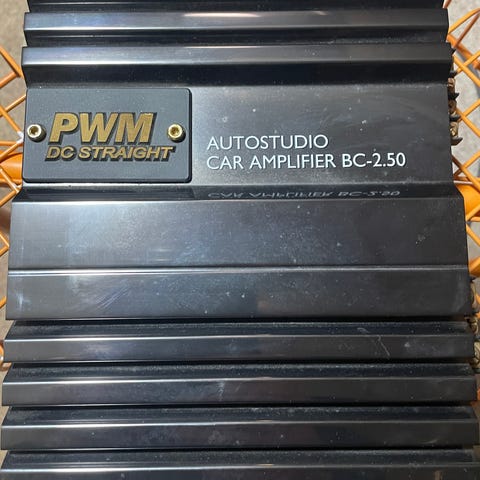 PWM
DC STRAIGHT
AUTOSTUDIO
CAR AMPLIFIER BC-2.50